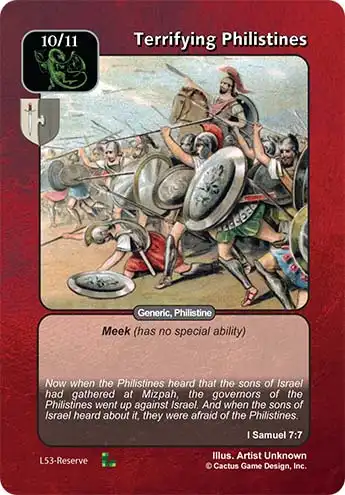 10/11
Terrifying Philistines
Generic, Philistine
Meek (has no special ability)
Now when the Philistines heard that the sons of Israel
had gathered at Mizpah, the governors of the
Philistines went up against Israel. And when the sons of
Israel heard about it, they were afraid of the Philistines.
I Samuel 7:7
L53-Reserve
L
Illus. Artist Unknown
© Cactus Game Design, Inc.